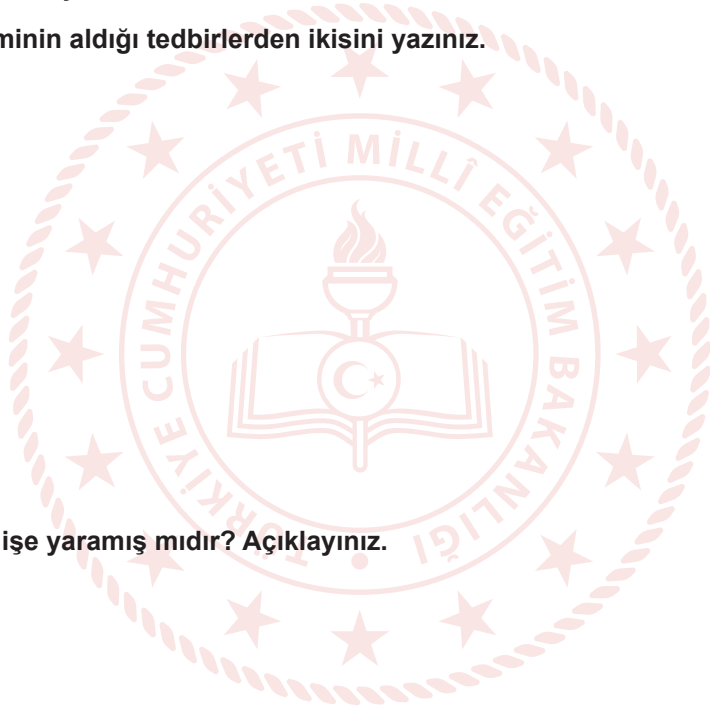 minin aldığı tedbirlerden ikisini yazınız.
TÜRKİYE CUMHURİYETİ MİLLÎ EĞİTİM BAKANLIĞI
işe yaramış mıdır? Açıklayınız.